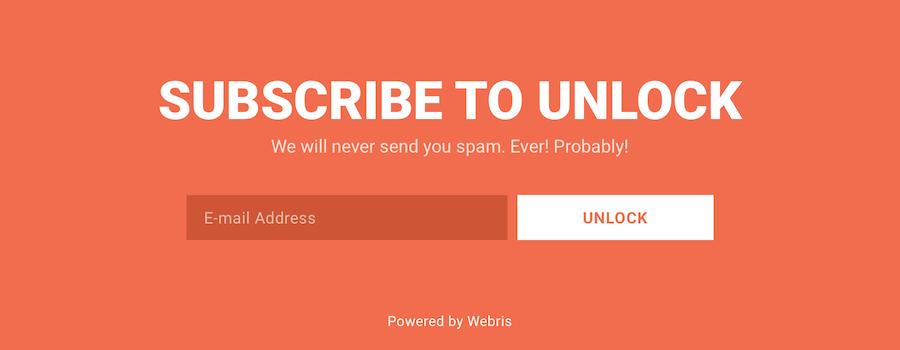 SUBSCRIBE TO UNLOCK
We will never send you spam. Ever! Probably!
E-mail Address
UNLOCK
Powered by Webris